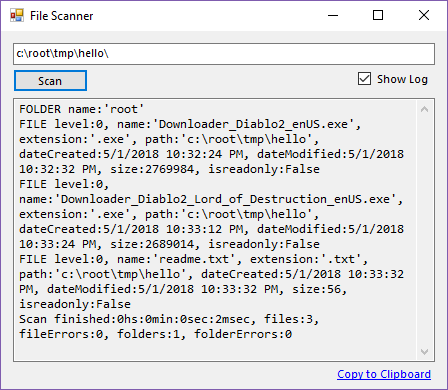 File Scanner
c:\root\tmp\hello\
Scan
Show Log
FOLDER name:'root'
FILE level:0, name:'Downloader_Diablo2_enUS.exe',
extension:'.exe', path:'c:\root\tmp\hello',
dateCreated:5/1/2018 10:32:24 PM, dateModified:5/1/2018
10:32:32 PM, size:2769984, isreadonly:False
FILE level:0,
name:'Downloader_Diablo2_Lord_of_Destruction_enUS.exe',
extension:'.exe', path:'c:\root\tmp\hello',
dateCreated:5/1/2018 10:33:12 PM, dateModified:5/1/2018
10:33:24 PM, size:2689014, isreadonly:False
FILE level:0, name:'readme.txt', extension:'.txt',
path:'c:\root\tmp\hello', dateCreated:5/1/2018 10:33:32
PM, dateModified:5/1/2018 10:33:32 PM, size:56,
isreadonly:False
Scan finished:0hs:0min:0sec:2msec, files:3,
fileErrors:0, folders:1, folderErrors:0
Copy to Clipboard